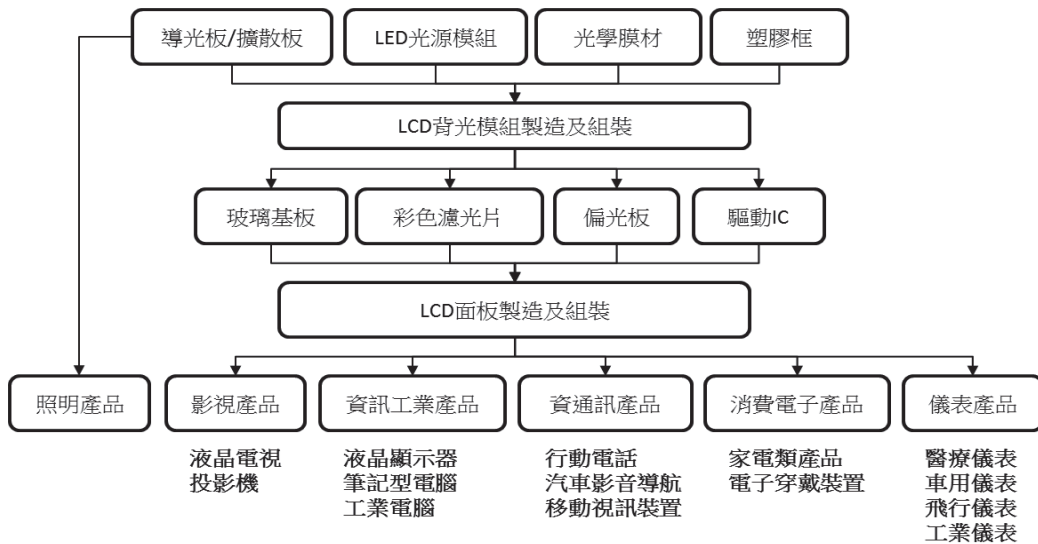 導光板/擴散板
LED光源模組
光學膜材
塑膠框
LCD背光模組製造及組裝
玻璃基板
彩色濾光片
偏光板
驅動IC
LCD面板製造及組裝
照明產品
影視產品
資訊工業產品
資通訊產品
消費電子產品
儀表產品
液晶電視
投影機
液晶顯示器
筆記型電腦
工業電腦
行動電話
汽車影音導航
移動視訊裝置
家電類產品
電子穿戴裝置
醫療儀表
車用儀表
飛行儀表
工業儀表